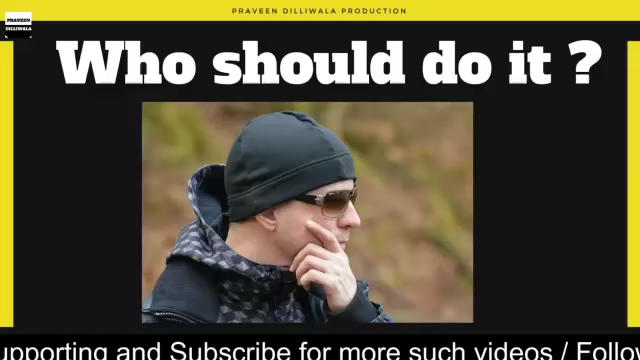 PRAVEEN DILLIWALA PRODUCTION
PRAVEEN
DILLIWALA
Who should do it ?
upporting and Subscribe for more such videos / Follow